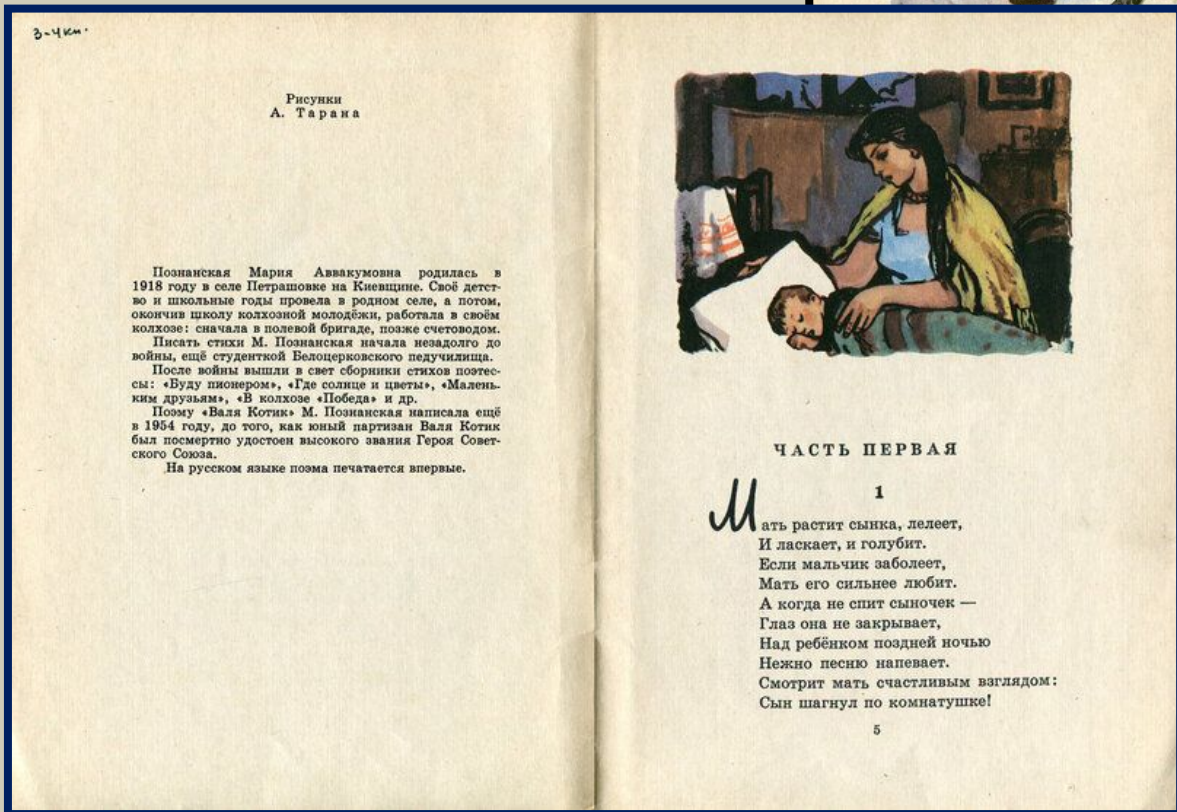 3-4 кл.
Рисунки
А. Тарана
Познанская Мария Аввакумовна родилась в
1918 году в селе Петрашовке на Киевщине. Своё детст-
во и школьные годы провела в родном селе, а потом,
окончив школу колхозной молодёжи, работала в своём
колхозе: сначала в полевой бригаде, позже счетоводом.
Писать стихи М. Познанская начала незадолго до
войны, ещё студенткой Белоцерковского педучилища.
После войны вышли в свет сборники стихов поэтес-
сы: «Буду пионером», «Где солнце и цветы», «Малень-
ким друзьям», «В колхозе «Победа» и др.
Поэму «Валя Котик» М. Познанская написала ещё
в 1954 году, до того, как юный партизан Валя Котик
был посмертно удостоен высокого звания Героя Совет-
ского Союза.
На русском языке поэма печатается впервые.
ЧАСТЬ ПЕРВАЯ
1
Мать растит сынка, лелеет,
И ласкает, и голубит.
Если мальчик заболеет,
Мать его сильнее любит.
А когда не спит сыночек —
Глаз она не закрывает,
Над ребёнком поздней ночью
Нежно песню напевает.
Смотрит мать счастливым взглядом:
Сын шагнул по комнатушке!
5